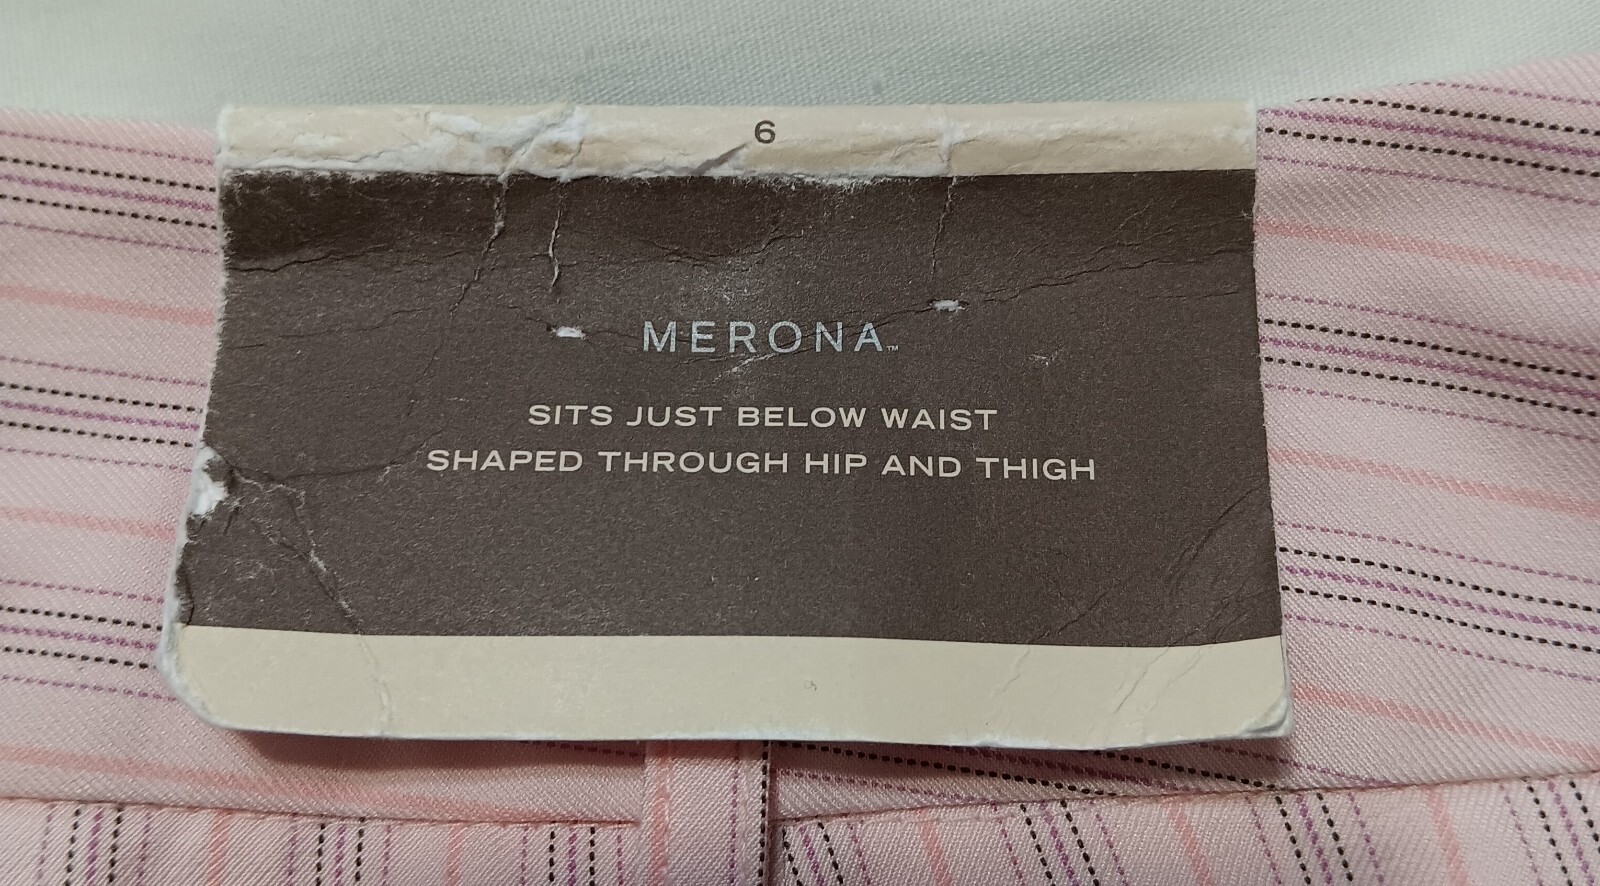 6
MERONA™
SITS JUST BELOW WAIST
SHAPED THROUGH HIP AND THIGH